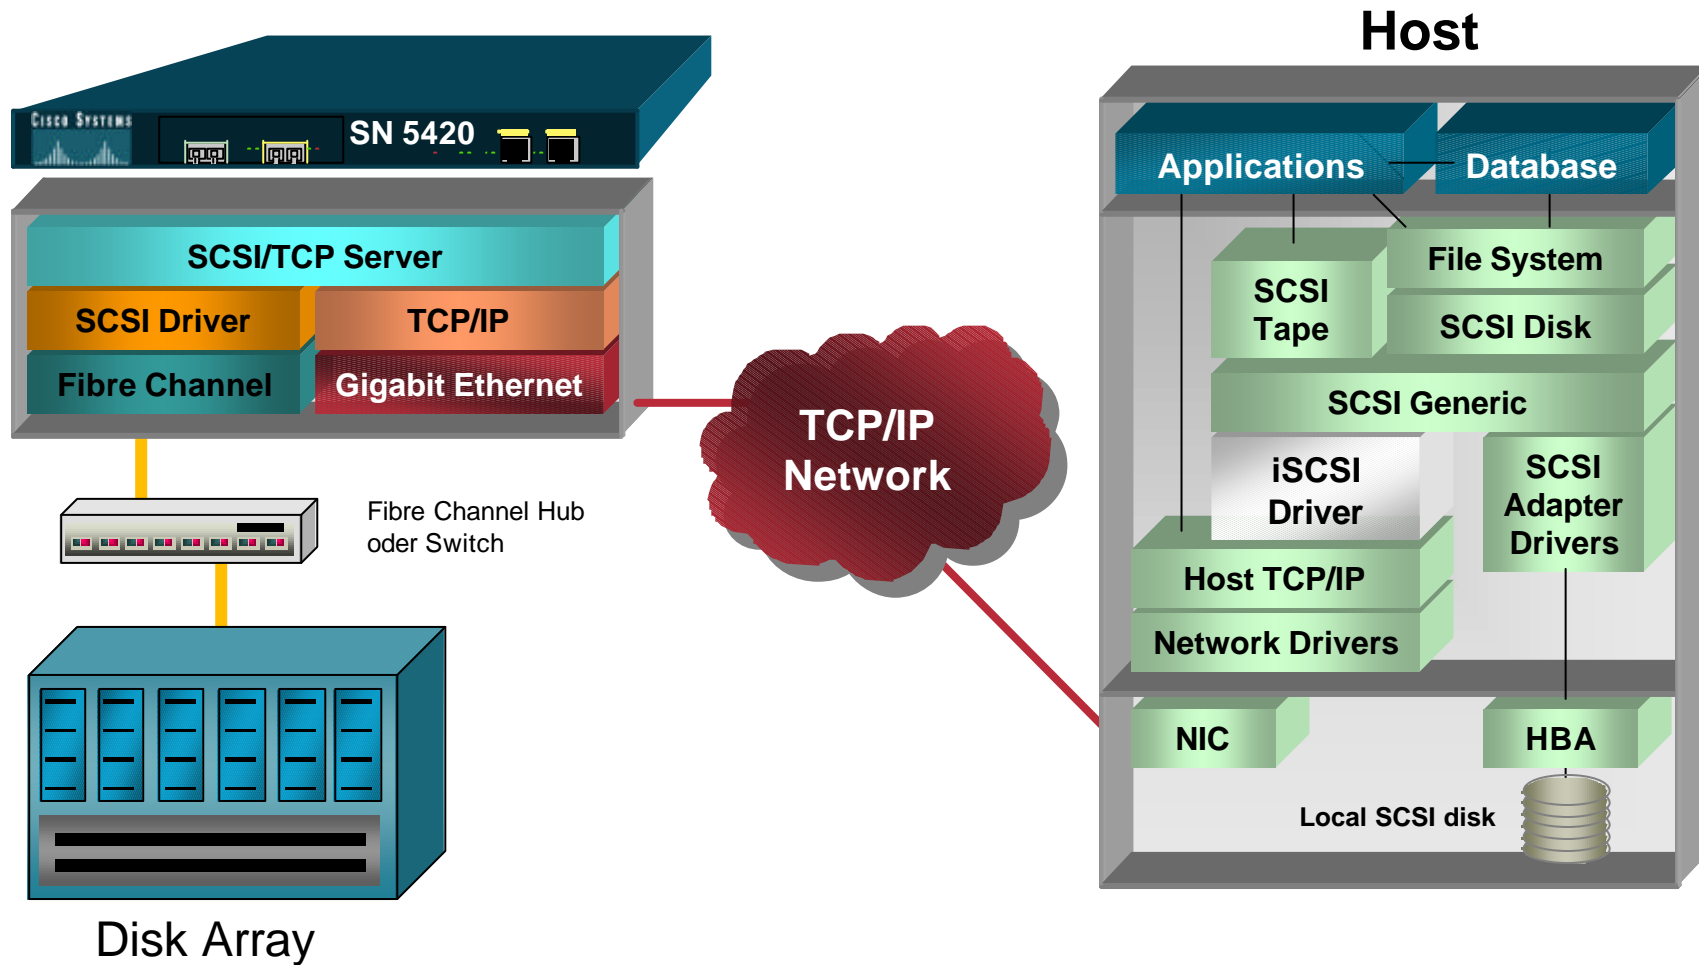 Host
CISCO SYSTEMS
SN 5420
SCSI/TCP Server
SCSI Driver
TCP/IP
Fibre Channel
Gigabit Ethernet
Fibre Channel Hub
oder Switch
Disk Array
TCP/IP
Network
Applications
Database
File System
SCSI
Tape
SCSI Disk
SCSI Generic
iSCSI
Driver
SCSI
Adapter
Drivers
Host TCP/IP
Network Drivers
NIC
HBA
Local SCSI disk